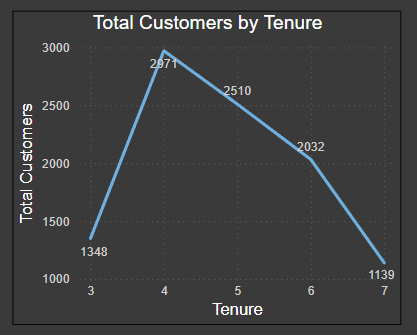 Total Customers by Tenure
Total Customers
3000
2500
2000
1500
1000
2971
2510
2032
1348
1139
3 4 5 6 7
Tenure